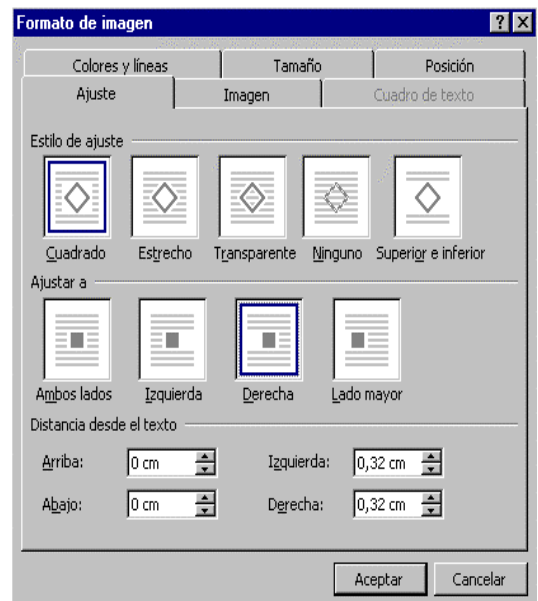 Formato de imagen
Colores y líneas Tamaño Posición
Ajuste Imagen Cuadro de texto
Estilo de ajuste
Cuadrado Estrecho Transparente Ninguno Superior e inferior
Ajustar a
Ambos lados Izquierda Derecha Lado mayor
Distancia desde el texto
Arriba: 0 cm Izquierda: 0,32 cm
Abajo: 0 cm Derecha: 0,32 cm
Aceptar Cancelar